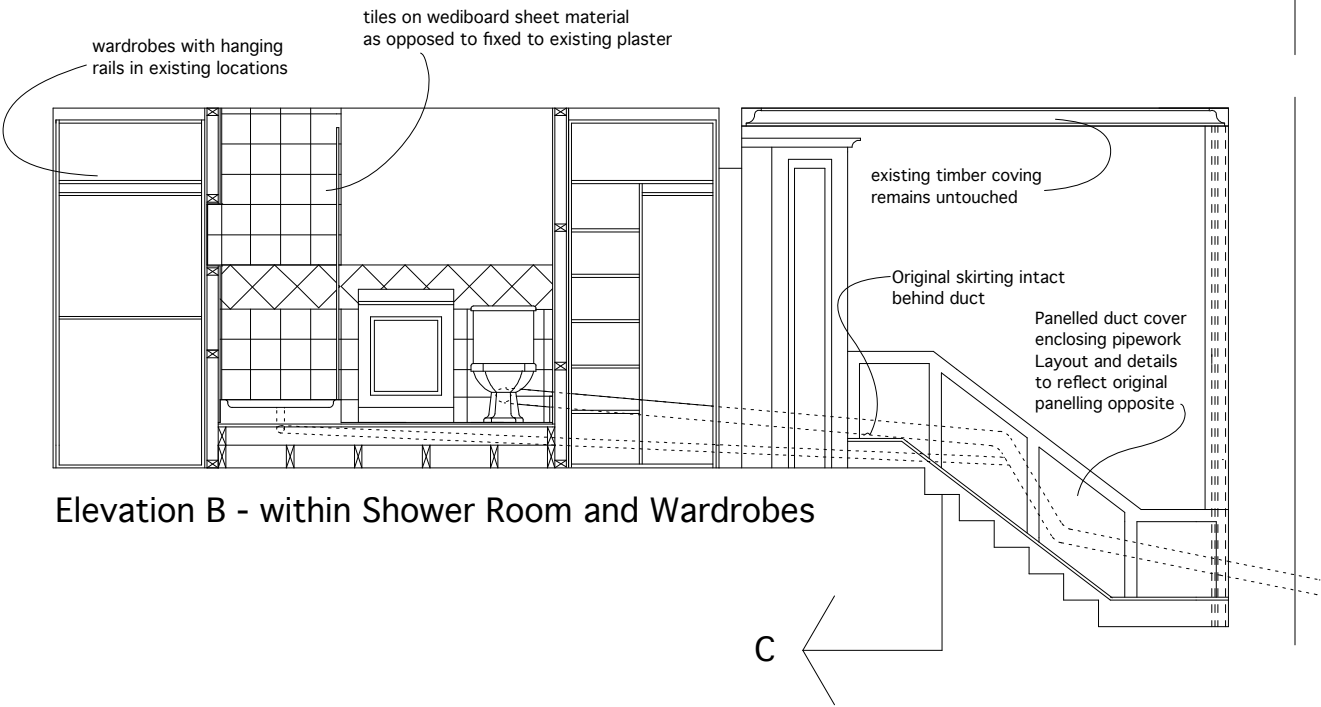 tiles on wediboard sheet material
as opposed to fixed to existing plaster
wardrobes with hanging
rails in existing locations
existing timber coving
remains untouched
Original skirting intact
behind duct
Panelled duct cover
enclosing pipework
Layout and details
to reflect original
panelling opposite
Elevation B - within Shower Room and Wardrobes
C